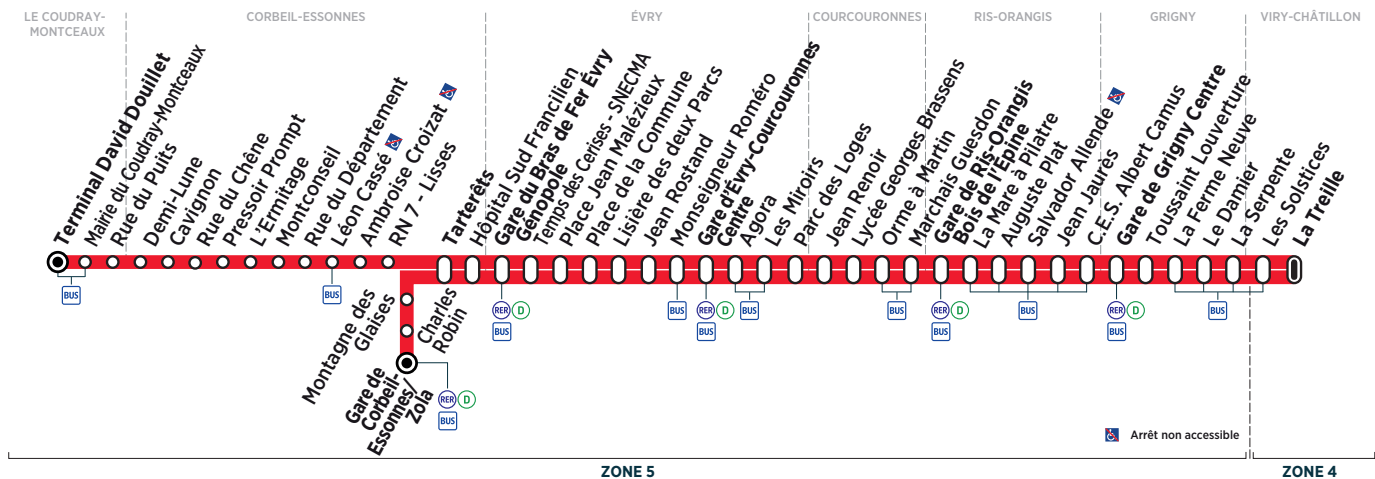 LE COUDRAY-
MONTCEAUX
CORBEIL-ESSONNES
ÉVRY
COURCOURONNES
RIS-ORANGIS
GRIGNY
VIRY-CHÂTILLON
Terminal David Douillet
Mairie du Coudray-Montceaux
Rue du Puits
Demi-Lune
Cavignon
Rue du Chêne
Pressoir Prompt
L'Ermitage
Montconseil
Rue du Département
Léon Cassé
Ambroise Croizat
RN 7 - Lisses
Tarterêts
Hôpital Sud Francilien
Gare du Bras de Fer Évry
Génopole
Temps des Cerises - SNECMA
Place Jean Malézieux
Place de la Commune
Lisière des deux Parcs
Jean Rostand
Monseigneur Roméro
Gare d'Évry-Courcouronnes
Centre
Agora
Les Miroirs
Parc des Loges
Jean Renoir
Lycée Georges Brassens
Orme à Martin
Marchais Guesdon
Gare de Ris-Orangis
Bois de l'Epine
La Mare à Pilatre
Auguste Plat
Salvador Allende
Jean Jaurès
C.E.S. Albert Camus
Gare de Grigny Centre
Toussaint Louverture
La Ferme Neuve
Le Damier
La Serpente
Les Solstices
La Treille
BUS
BUS
RER D
BUS
BUS
RER D
BUS
BUS
BUS
RER D
BUS
BUS
RER D
BUS
BUS
Montagne des
Glaises
Charles
Robin
Gare de
Corbeil-
Essonnes/
Zola
RER D
BUS
Arrêt non accessible
ZONE 5
ZONE 4